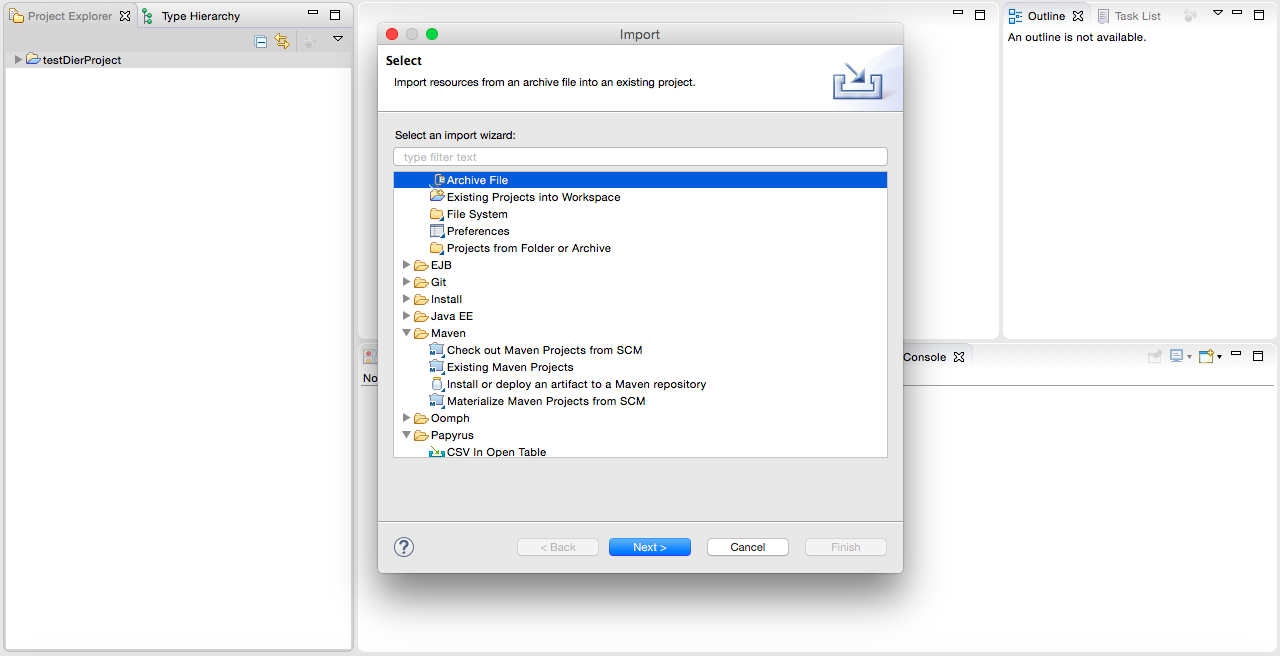 Project Explorer
Type Hierarchy
testDierProject
Outline
Task List
An outline is not available.
Import
Select
Import resources from an archive file into an existing project.
Select an import wizard:
type filter text
Archive File
Existing Projects into Workspace
File System
Preferences
Projects from Folder or Archive
EJB
Git
Install
Java EE
Maven
Check out Maven Projects from SCM
Existing Maven Projects
Install or deploy an artifact to a Maven repository
Materialize Maven Projects from SCM
Oomph
Papyrus
CSV In Open Table
?
< Back
Next >
Cancel
Finish
Console
No